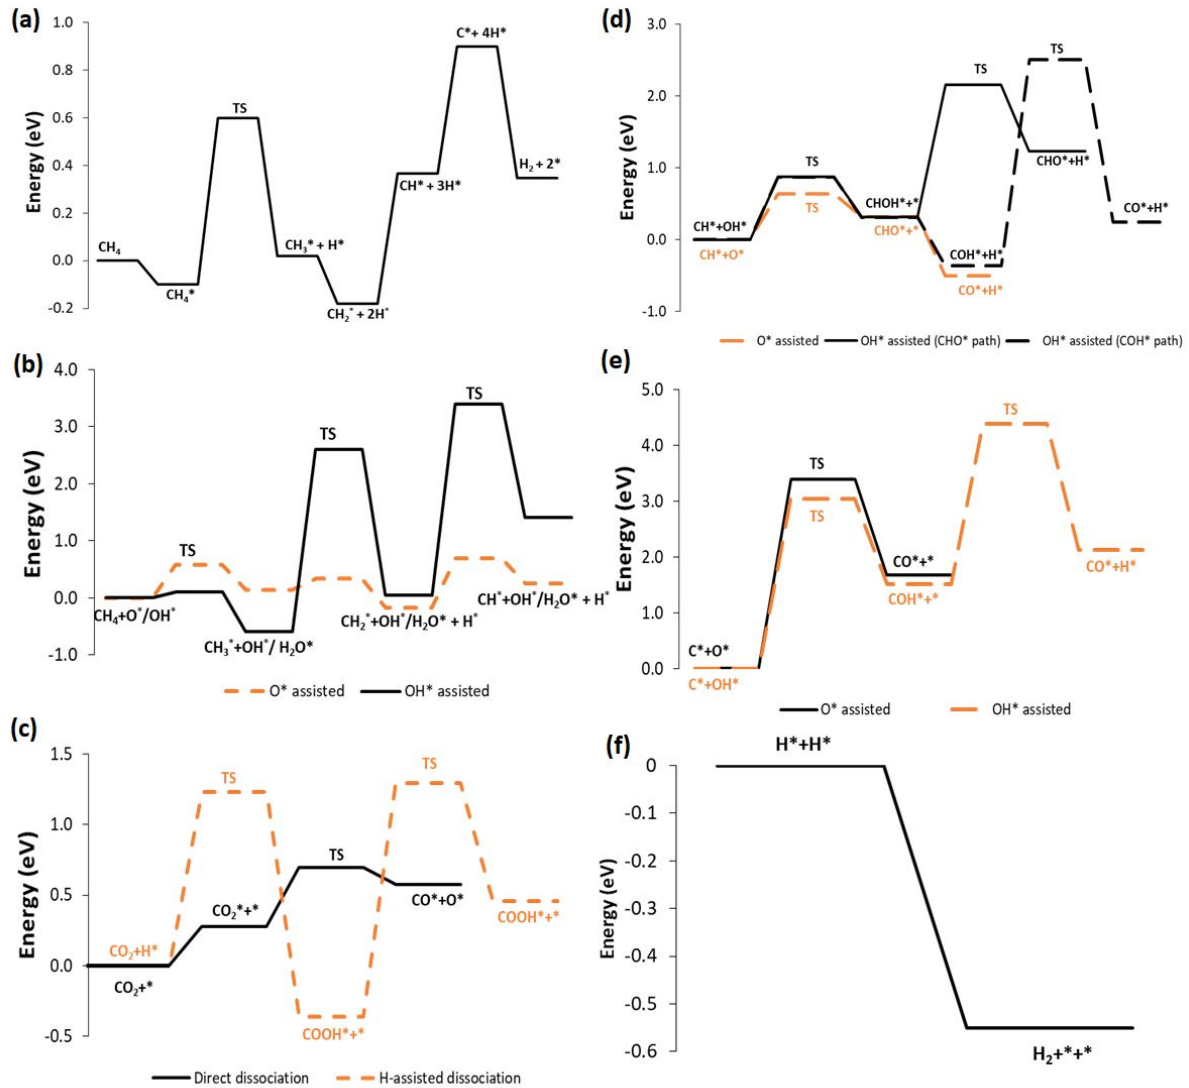 (a)
1.0
0.8
0.6
0.4
0.2
0.0
-0.2
Energy (eV)
CH₄
CH₄*
TS
CH₃* + H*
CH₂* + 2H*
CH* + 3H*
C*+ 4H*
H₂ + 2*
(b)
4.0
3.0
2.0
1.0
0.0
-1.0
Energy (eV)
TS
TS
TS
CH₄+O*/OH*
CH₃*+OH*/ H₂O*
CH₂*+OH*/H₂O* + H*
CH*+OH*/H₂O* + H*
O* assisted
OH* assisted
(c)
1.5
1.0
0.5
0.0
-0.5
Energy (eV)
TS
TS
TS
CO₂*+*
CO*+O*
COOH*+*
CO₂+H*
CO₂+*
COOH*+*
Direct dissociation
H-assisted dissociation
(d)
3.0
2.0
1.0
0.0
-1.0
Energy (eV)
TS
TS
TS
TS
CH*+OH*
CH*+O*
CHOH*+*
CHO*+*
CHO*+H*
COH*+H*
CO*+H*
CO*+H*
O* assisted
OH* assisted (CHO* path)
OH* assisted (COH* path)
(e)
5.0
4.0
3.0
2.0
1.0
0.0
Energy (eV)
TS
TS
TS
CO*+*
COH*+*
CO*+H*
C*+O*
C*+OH*
O* assisted
OH* assisted
(f)
0
-0.1
-0.2
-0.3
-0.4
-0.5
-0.6
Energy (eV)
H*+H*
H₂+*+*